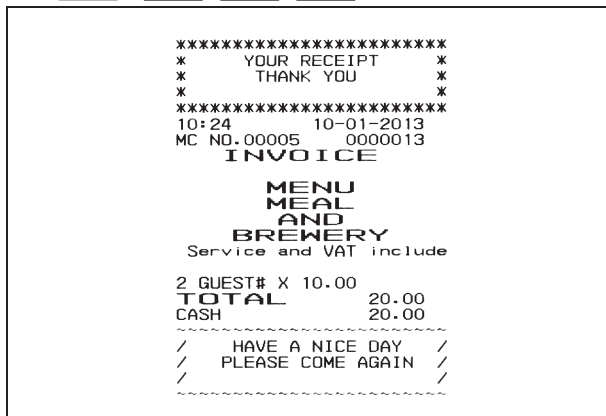 ************************
* YOUR RECEIPT *
* THANK YOU *
* *
************************
10:24 10-01-2013
MC NO.00005 0000013
INVOICE
MENU
MEAL
AND
BREWERY
Service and VAT include
2 GUEST# X 10.00
TOTAL 20.00
CASH 20.00
~~~~~~~~~~~~~~~~~~~~~~~~
/ HAVE A NICE DAY /
/ PLEASE COME AGAIN /
/ /
~~~~~~~~~~~~~~~~~~~~~~~~